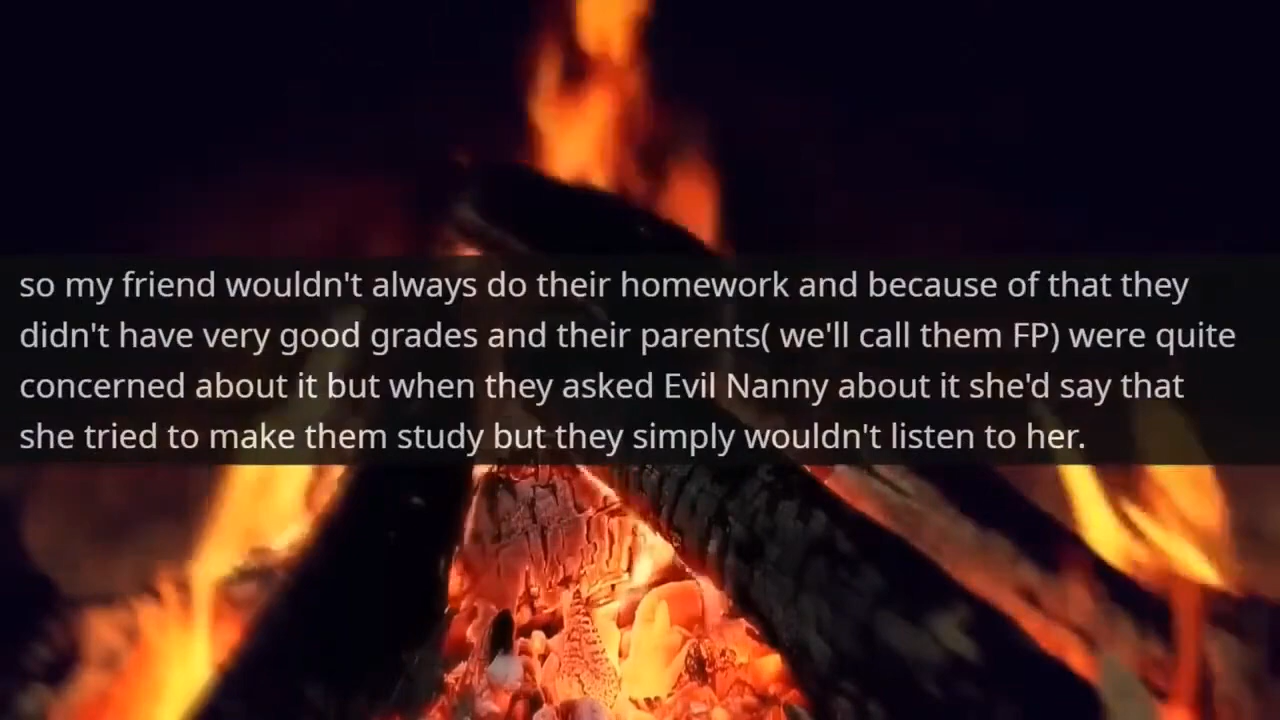 so my friend wouldn't always do their homework and because of that they
didn't have very good grades and their parents( we'll call them FP) were quite
concerned about it but when they asked Evil Nanny about it she'd say that
she tried to make them study but they simply wouldn't listen to her.